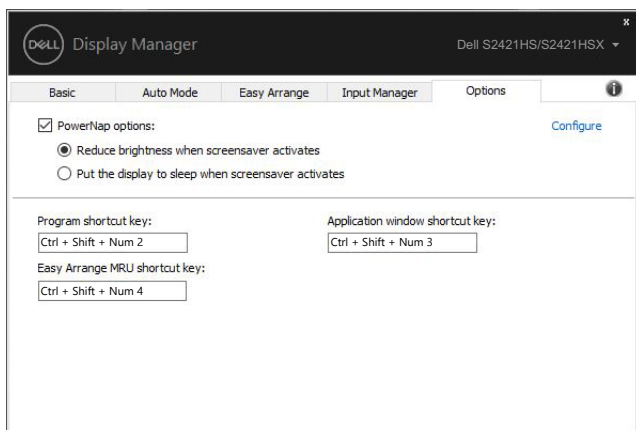 DELL Display Manager
Dell S2421HS/S2421HSX
x
Basic Auto Mode Easy Arrange Input Manager Options
PowerNap options:
Configure
Reduce brightness when screensaver activates
Put the display to sleep when screensaver activates
Program shortcut key:
Application window shortcut key:
Ctrl + Shift + Num 2
Ctrl + Shift + Num 3
Easy Arrange MRU shortcut key:
Ctrl + Shift + Num 4